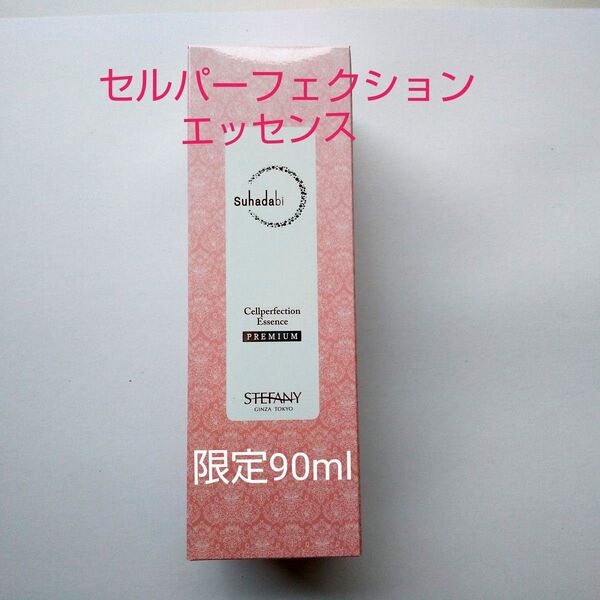 セルパーフェクション
エッセンス
Suhadabi
Cellperfection
Essence
PREMIUM
STEFANY
GINZA TOKYO
限定90ml